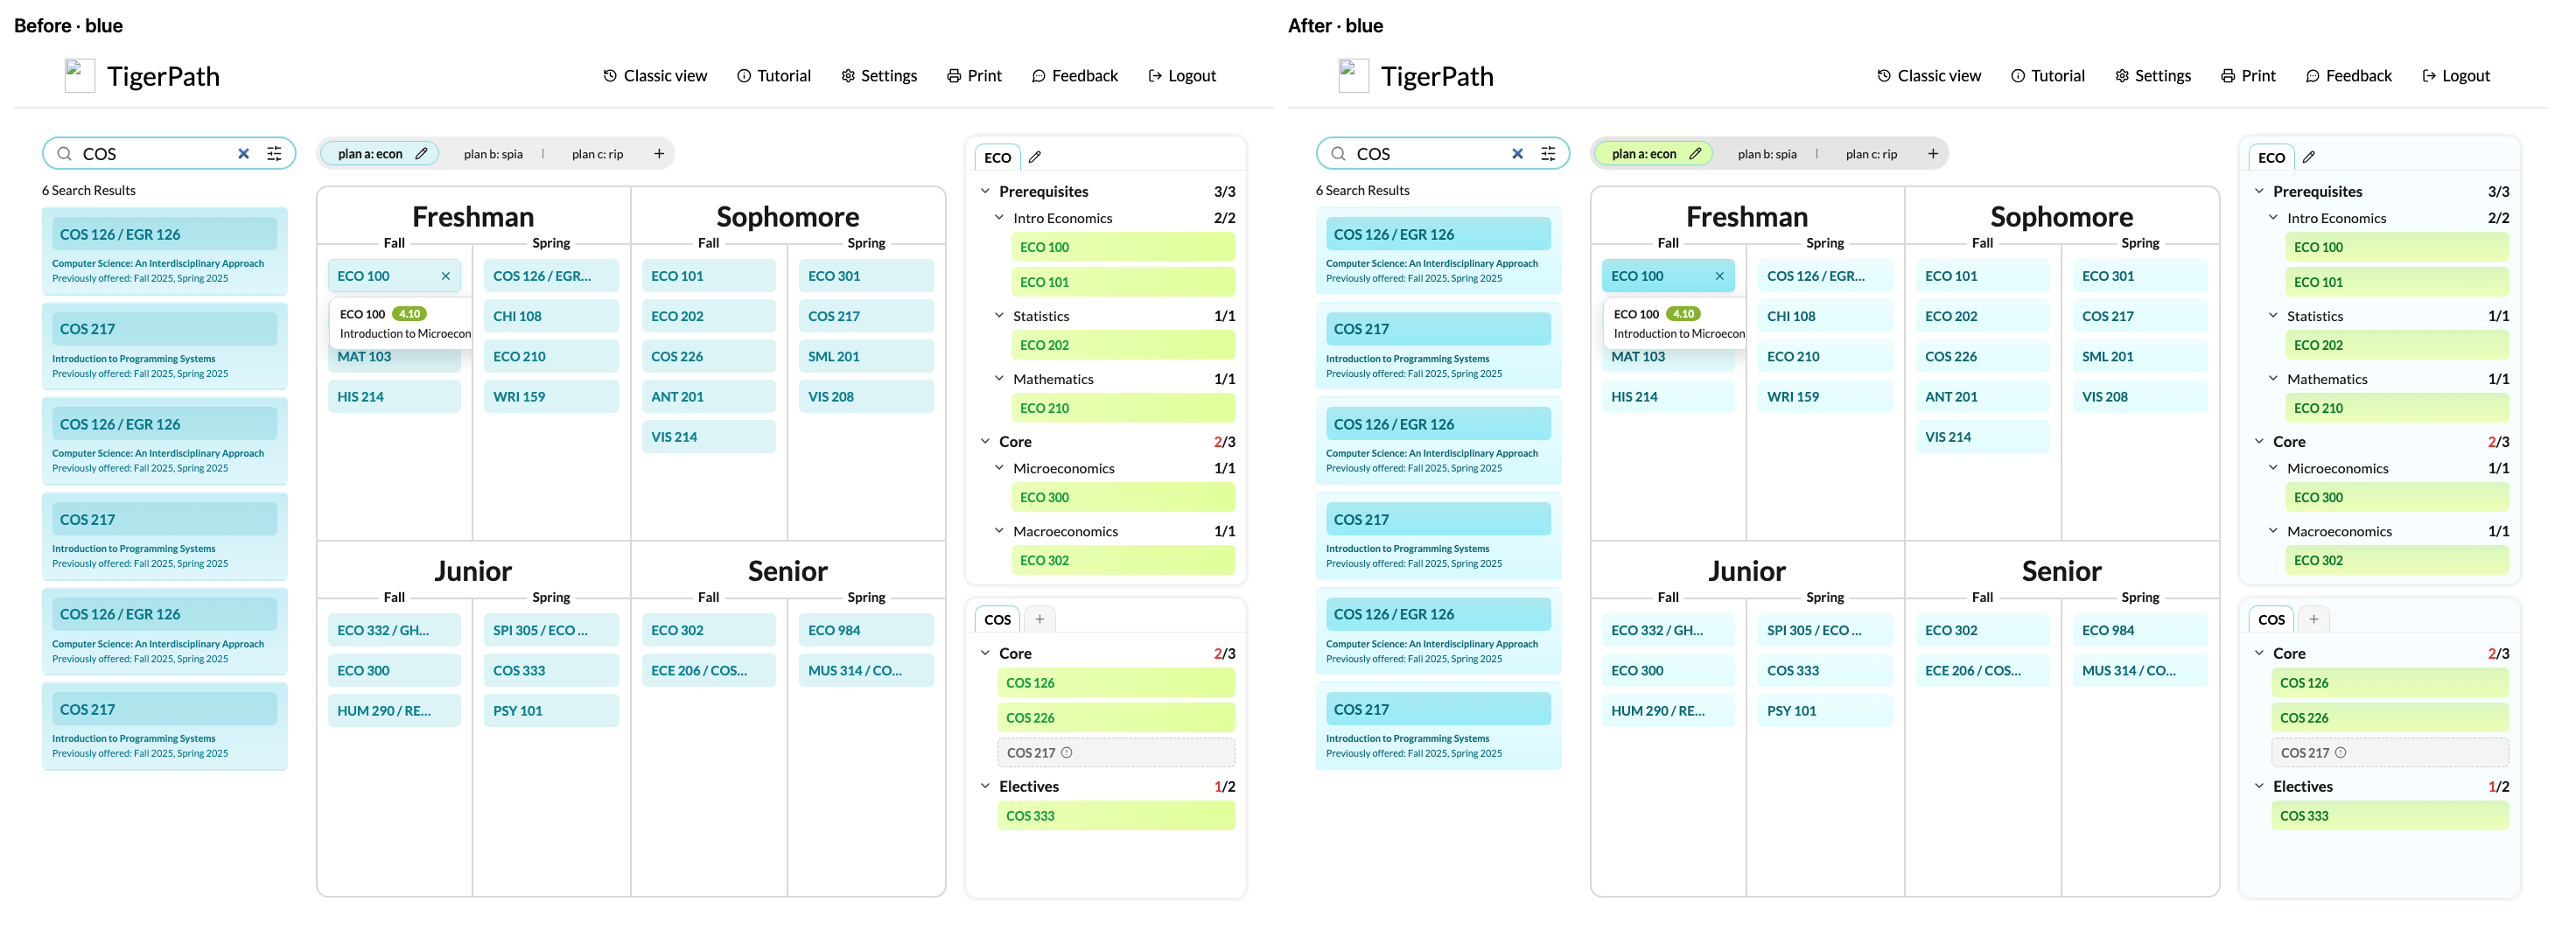 Before · blue
TigerPath
Classic view
Tutorial
Settings
Print
Feedback
Logout
COS
6 Search Results
COS 126 / EGR 126
Computer Science: An Interdisciplinary Approach
Previously offered: Fall 2025, Spring 2025
COS 217
Introduction to Programming Systems
Previously offered: Fall 2025, Spring 2025
COS 126 / EGR 126
Computer Science: An Interdisciplinary Approach
Previously offered: Fall 2025, Spring 2025
COS 217
Introduction to Programming Systems
Previously offered: Fall 2025, Spring 2025
COS 126 / EGR 126
Computer Science: An Interdisciplinary Approach
Previously offered: Fall 2025, Spring 2025
COS 217
Introduction to Programming Systems
Previously offered: Fall 2025, Spring 2025
plan a: econ
plan b: spia
plan c: rip
Freshman
Fall
ECO 100
ECO 100 4.10
Introduction to Microecon
MAT 103
HIS 214
Spring
COS 126 / EGR...
CHI 108
ECO 210
WRI 159
Sophomore
Fall
ECO 101
ECO 202
COS 226
ANT 201
VIS 214
Spring
ECO 301
COS 217
SML 201
VIS 208
Junior
Fall
ECO 332 / GH...
ECO 300
HUM 290 / RE...
Spring
SPI 305 / ECO ...
COS 333
PSY 101
Senior
Fall
ECO 302
ECE 206 / COS...
Spring
ECO 984
MUS 314 / CO...
ECO
Prerequisites 3/3
Intro Economics 2/2
ECO 100
ECO 101
Statistics 1/1
ECO 202
Mathematics 1/1
ECO 210
Core 2/3
Microeconomics 1/1
ECO 300
Macroeconomics 1/1
ECO 302
COS
Core 2/3
COS 126
COS 226
COS 217
Electives 1/2
COS 333
After · blue
TigerPath
Classic view
Tutorial
Settings
Print
Feedback
Logout
COS
6 Search Results
COS 126 / EGR 126
Computer Science: An Interdisciplinary Approach
Previously offered: Fall 2025, Spring 2025
COS 217
Introduction to Programming Systems
Previously offered: Fall 2025, Spring 2025
COS 126 / EGR 126
Computer Science: An Interdisciplinary Approach
Previously offered: Fall 2025, Spring 2025
COS 217
Introduction to Programming Systems
Previously offered: Fall 2025, Spring 2025
COS 126 / EGR 126
Computer Science: An Interdisciplinary Approach
Previously offered: Fall 2025, Spring 2025
COS 217
Introduction to Programming Systems
Previously offered: Fall 2025, Spring 2025
plan a: econ
plan b: spia
plan c: rip
Freshman
Fall
ECO 100
ECO 100 4.10
Introduction to Microecon
MAT 103
HIS 214
Spring
COS 126 / EGR...
CHI 108
ECO 210
WRI 159
Sophomore
Fall
ECO 101
ECO 202
COS 226
ANT 201
VIS 214
Spring
ECO 301
COS 217
SML 201
VIS 208
Junior
Fall
ECO 332 / GH...
ECO 300
HUM 290 / RE...
Spring
SPI 305 / ECO ...
COS 333
PSY 101
Senior
Fall
ECO 302
ECE 206 / COS...
Spring
ECO 984
MUS 314 / CO...
ECO
Prerequisites 3/3
Intro Economics 2/2
ECO 100
ECO 101
Statistics 1/1
ECO 202
Mathematics 1/1
ECO 210
Core 2/3
Microeconomics 1/1
ECO 300
Macroeconomics 1/1
ECO 302
COS
Core 2/3
COS 126
COS 226
COS 217
Electives 1/2
COS 333